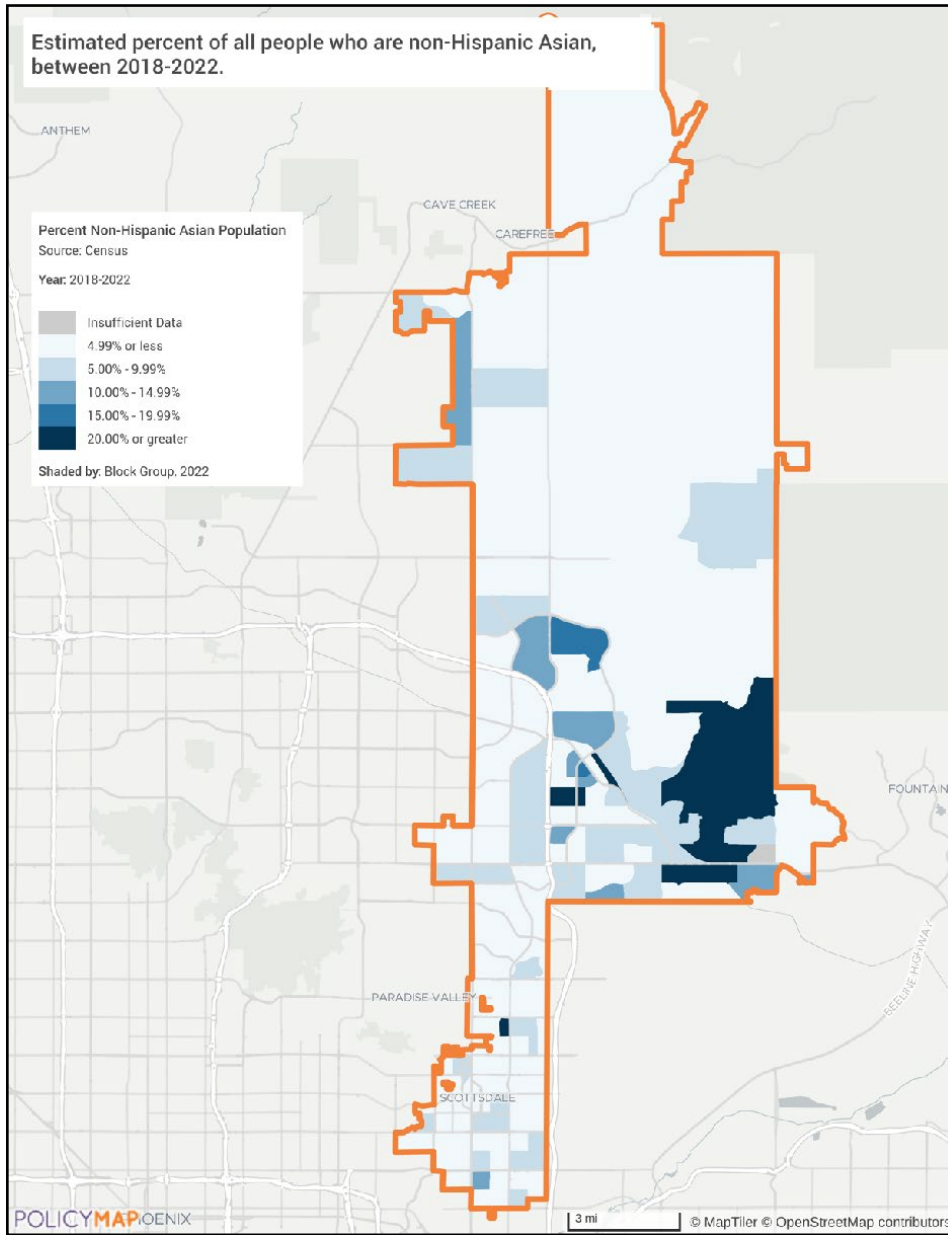 Estimated percent of all people who are non-Hispanic Asian,
between 2018-2022.
ANTHEM
CAVE CREEK
CAREFREE
Percent Non-Hispanic Asian Population
Source: Census
Year: 2018-2022
Insufficient Data
4.99% or less
5.00% - 9.99%
10.00% - 14.99%
15.00% - 19.99%
20.00% or greater
Shaded by: Block Group, 2022
FOUNTAIN
BEELINE HIGHWAY
PARADISE VALLEY
SCOTTSDALE
POLICYMAP OENIX
3 mi
© MapTiler © OpenStreetMap contributors